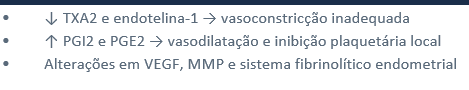 • ↓ TXA2 e endotelina-1 → vasoconstricção inadequada
• ↑ PGI2 e PGE2 → vasodilatação e inibição plaquetária local
• Alterações em VEGF, MMP e sistema fibrinolítico endometrial